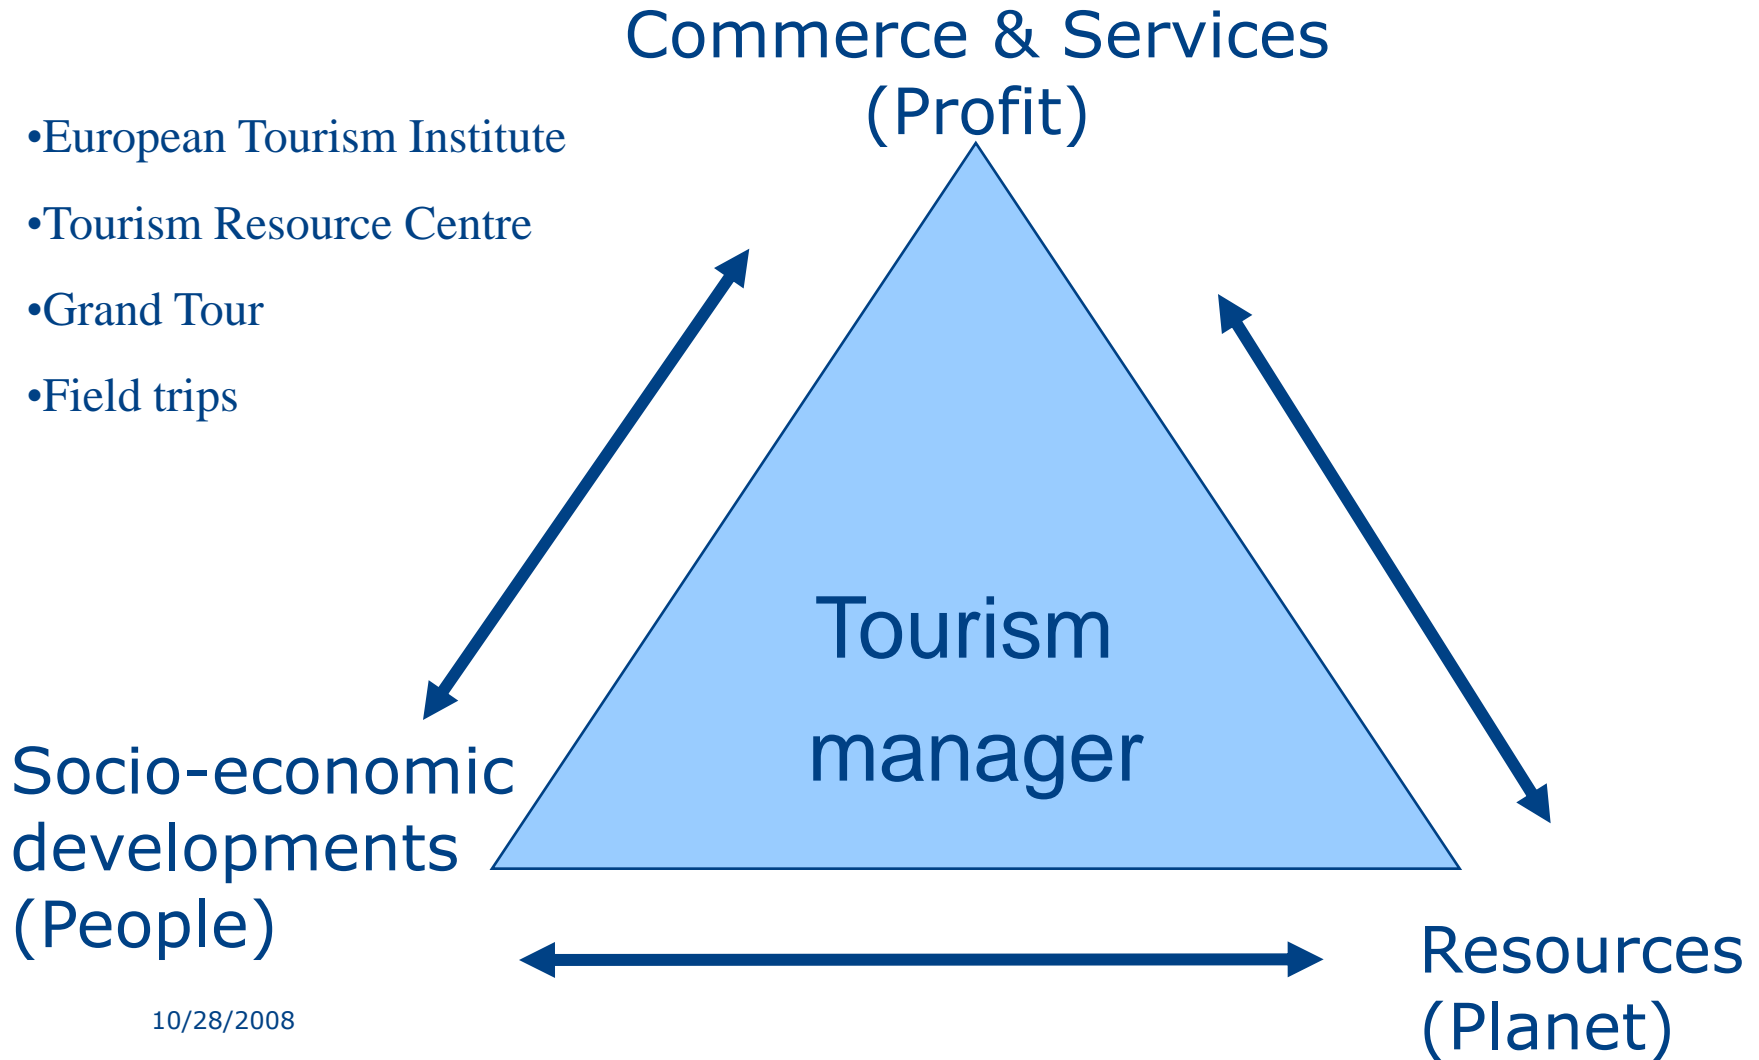 Commerce & Services
(Profit)
•European Tourism Institute
•Tourism Resource Centre
•Grand Tour
•Field trips
Tourism
manager
Socio-economic
developments
(People)
Resources
(Planet)
10/28/2008